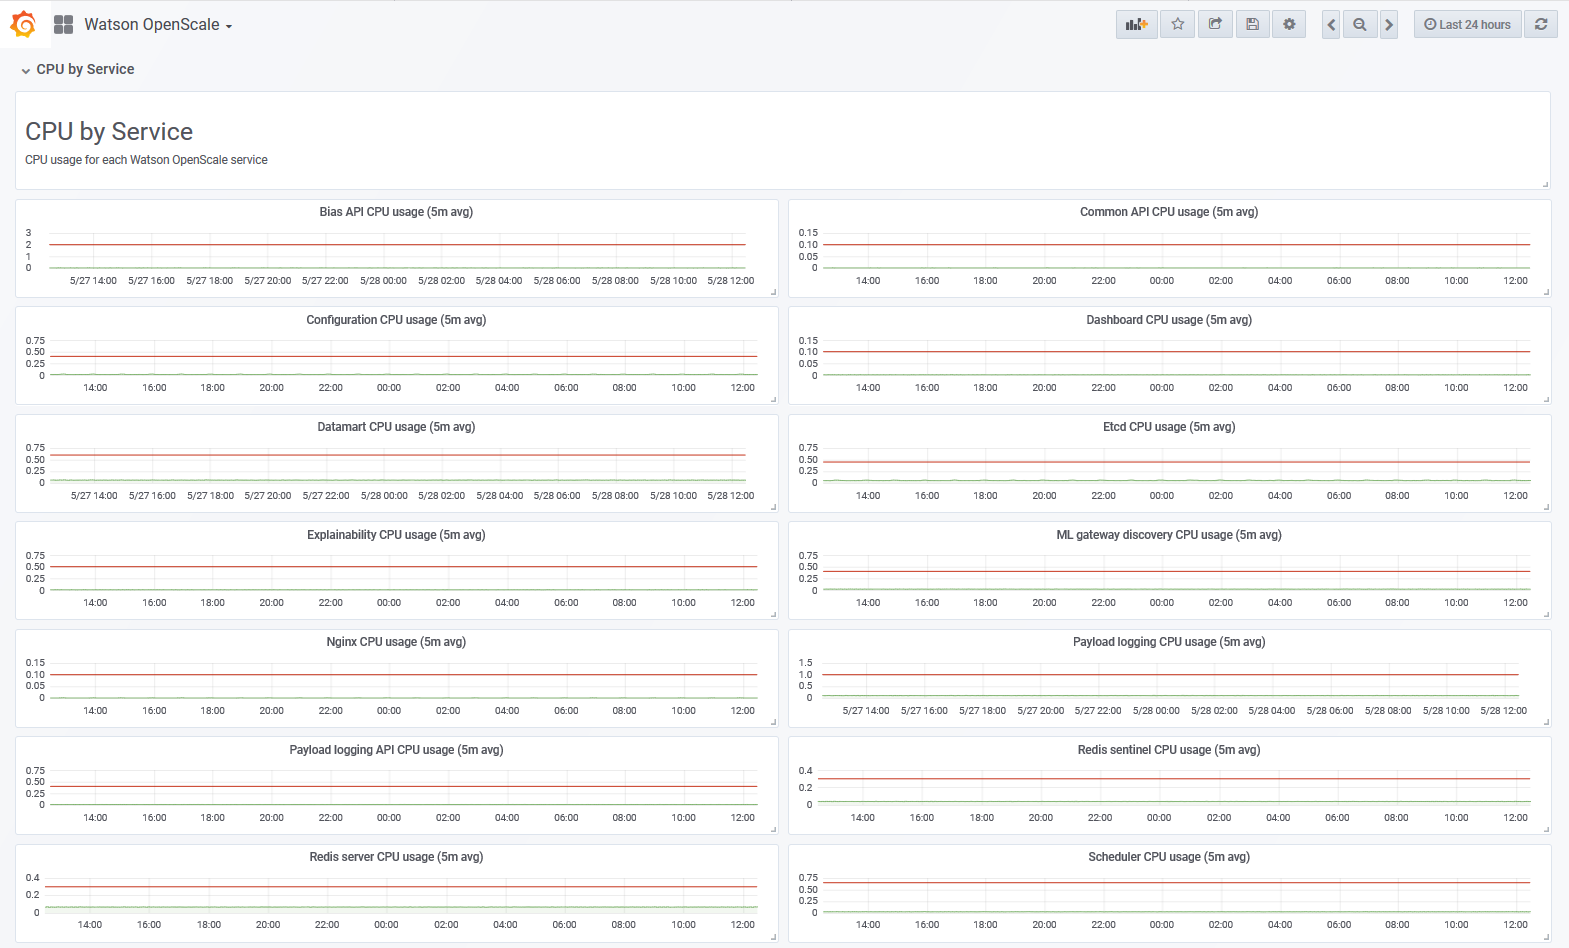 Watson OpenScale
Last 24 hours
CPU by Service
CPU by Service
CPU usage for each Watson OpenScale service
Bias API CPU usage (5m avg)
3
2
1
0
5/27 14:00 5/27 16:00 5/27 18:00 5/27 20:00 5/27 22:00 5/28 00:00 5/28 02:00 5/28 04:00 5/28 06:00 5/28 08:00 5/28 10:00 5/28 12:00
Common API CPU usage (5m avg)
0.15
0.10
0.05
0
14:00 16:00 18:00 20:00 22:00 00:00 02:00 04:00 06:00 08:00 10:00 12:00
Configuration CPU usage (5m avg)
0.75
0.50
0.25
0
14:00 16:00 18:00 20:00 22:00 00:00 02:00 04:00 06:00 08:00 10:00 12:00
Dashboard CPU usage (5m avg)
0.15
0.10
0.05
0
14:00 16:00 18:00 20:00 22:00 00:00 02:00 04:00 06:00 08:00 10:00 12:00
Datamart CPU usage (5m avg)
0.75
0.50
0.25
0
5/27 14:00 5/27 16:00 5/27 18:00 5/27 20:00 5/27 22:00 5/28 00:00 5/28 02:00 5/28 04:00 5/28 06:00 5/28 08:00 5/28 10:00 5/28 12:00
Etcd CPU usage (5m avg)
0.75
0.50
0.25
0
14:00 16:00 18:00 20:00 22:00 00:00 02:00 04:00 06:00 08:00 10:00 12:00
Explainability CPU usage (5m avg)
0.75
0.50
0.25
0
14:00 16:00 18:00 20:00 22:00 00:00 02:00 04:00 06:00 08:00 10:00 12:00
ML gateway discovery CPU usage (5m avg)
0.75
0.50
0.25
0
14:00 16:00 18:00 20:00 22:00 00:00 02:00 04:00 06:00 08:00 10:00 12:00
Nginx CPU usage (5m avg)
0.15
0.10
0.05
0
14:00 16:00 18:00 20:00 22:00 00:00 02:00 04:00 06:00 08:00 10:00 12:00
Payload logging CPU usage (5m avg)
1.5
1.0
0.5
0
5/27 14:00 5/27 16:00 5/27 18:00 5/27 20:00 5/27 22:00 5/28 00:00 5/28 02:00 5/28 04:00 5/28 06:00 5/28 08:00 5/28 10:00 5/28 12:00
Payload logging API CPU usage (5m avg)
0.75
0.50
0.25
0
14:00 16:00 18:00 20:00 22:00 00:00 02:00 04:00 06:00 08:00 10:00 12:00
Redis sentinel CPU usage (5m avg)
0.4
0.2
0
14:00 16:00 18:00 20:00 22:00 00:00 02:00 04:00 06:00 08:00 10:00 12:00
Redis server CPU usage (5m avg)
0.4
0.2
0
14:00 16:00 18:00 20:00 22:00 00:00 02:00 04:00 06:00 08:00 10:00 12:00
Scheduler CPU usage (5m avg)
0.75
0.50
0.25
0
14:00 16:00 18:00 20:00 22:00 00:00 02:00 04:00 06:00 08:00 10:00 12:00